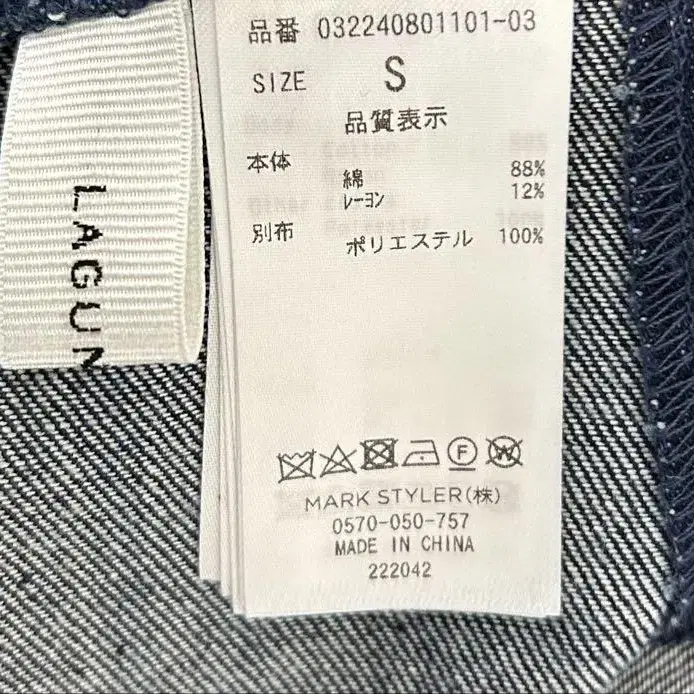 品番 032240801101-03
SIZE S
品質表示
本体 綿 88%
レーヨン 12%
別布 ポリエステル 100%
MARK STYLER(株)
0570-050-757
MADE IN CHINA
222042
LAGUN